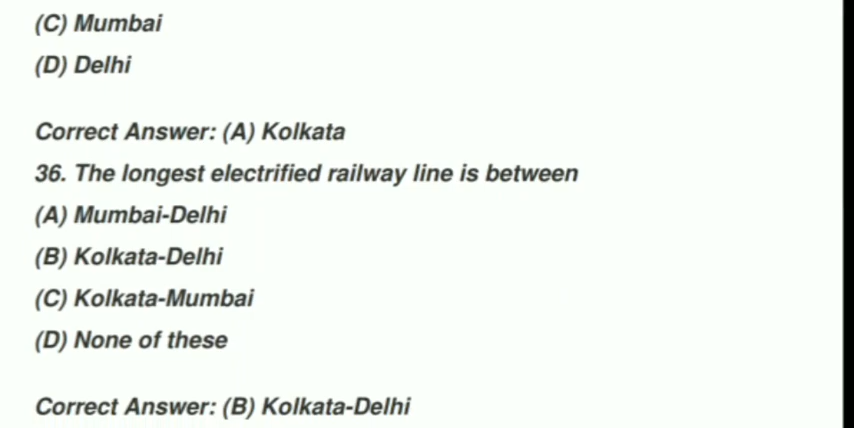 (C) Mumbai
(D) Delhi
Correct Answer: (A) Kolkata
36. The longest electrified railway line is between
(A) Mumbai-Delhi
(B) Kolkata-Delhi
(C) Kolkata-Mumbai
(D) None of these
Correct Answer: (B) Kolkata-Delhi